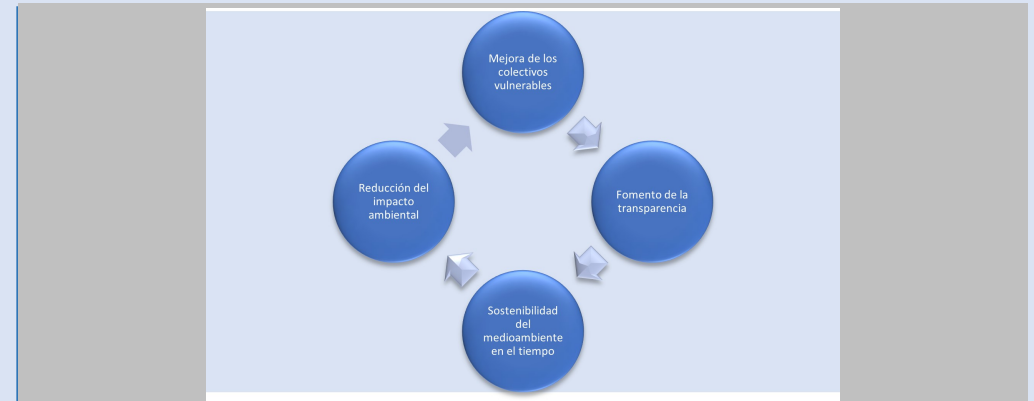 Mejora de los
colectivos
vulnerables
Fomento de la
transparencia
Sostenibilidad
del
medioambiente
en el tiempo
Reducción del
impacto
ambiental